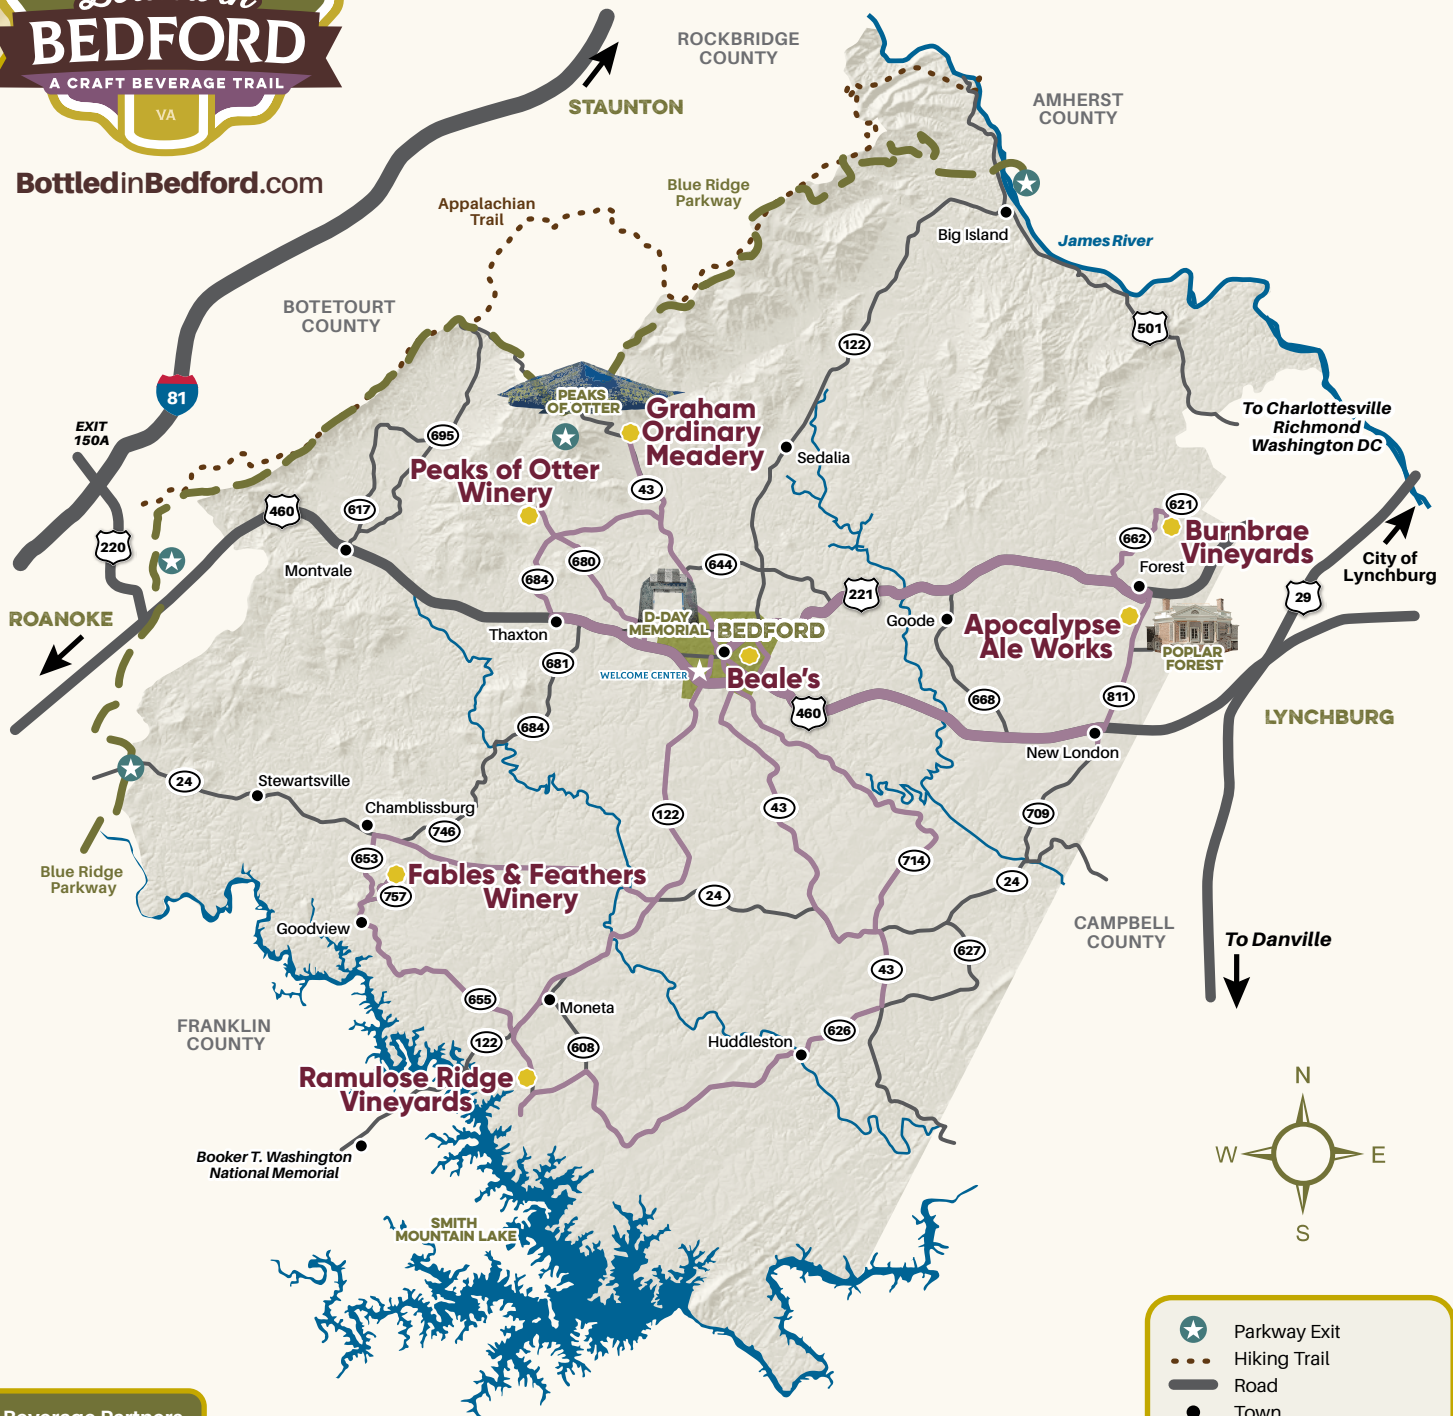 BEDFORD
A CRAFT BEVERAGE TRAIL
VA
BottledinBedford.com
ROCKBRIDGE
COUNTY
STAUNTON
AMHERST
COUNTY
Blue Ridge
Parkway
Appalachian
Trail
Big Island
James River
BOTETOURT
COUNTY
501
122
81
PEAKS
OF OTTER
Graham
Ordinary
Meadery
To Charlottesville
Richmond
Washington DC
EXIT
150A
695
Sedalia
Peaks of Otter
Winery
43
460
617
621
220
662
Burnbrae
Vineyards
Montvale
680
644
Forest
City of
Lynchburg
684
221
29
ROANOKE
D-DAY
MEMORIAL
BEDFORD
Goode
Apocalypse
Ale Works
Thaxton
POPLAR
FOREST
681
WELCOME CENTER
Beale's
668
811
460
684
LYNCHBURG
New London
24
Stewartsville
Chamblissburg
122
43
709
746
653
714
Blue Ridge
Parkway
Fables & Feathers
Winery
757
24
24
Goodview
CAMPBELL
COUNTY
To Danville
627
43
655
Moneta
FRANKLIN
COUNTY
122
608
Huddleston
626
Ramulose Ridge
Vineyards
N
W
E
S
Booker T. Washington
National Memorial
SMITH
MOUNTAIN LAKE
Parkway Exit
Hiking Trail
Road
Town